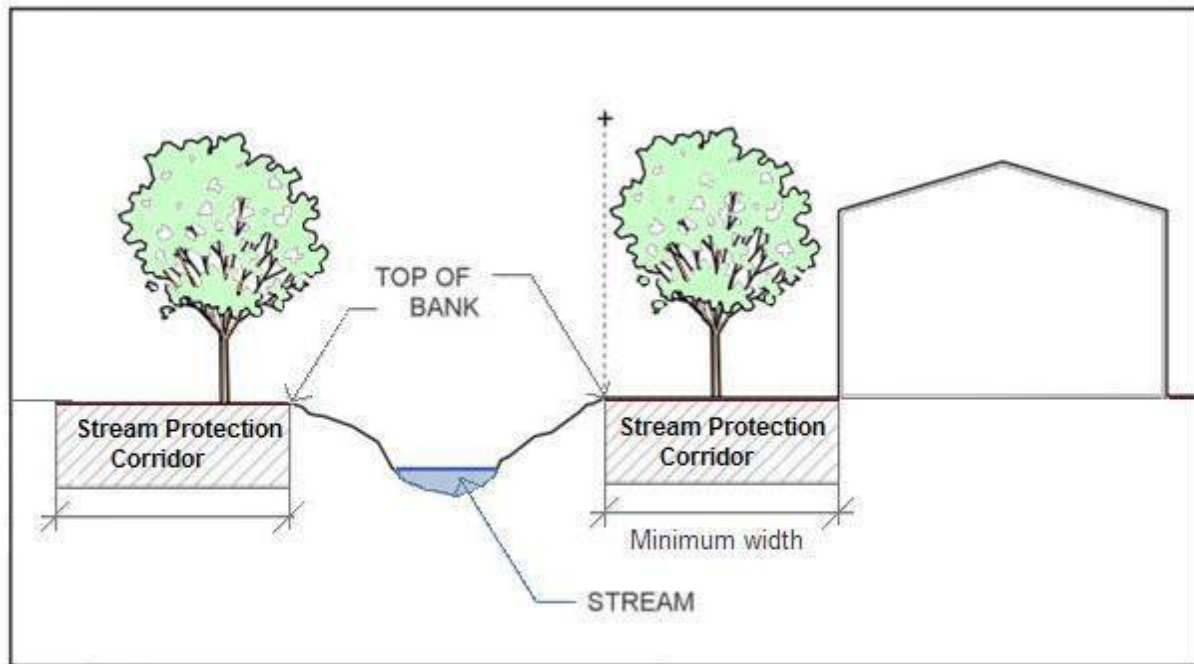 TOP OF
BANK
Stream Protection
Corridor
Stream Protection
Corridor
Minimum width
STREAM